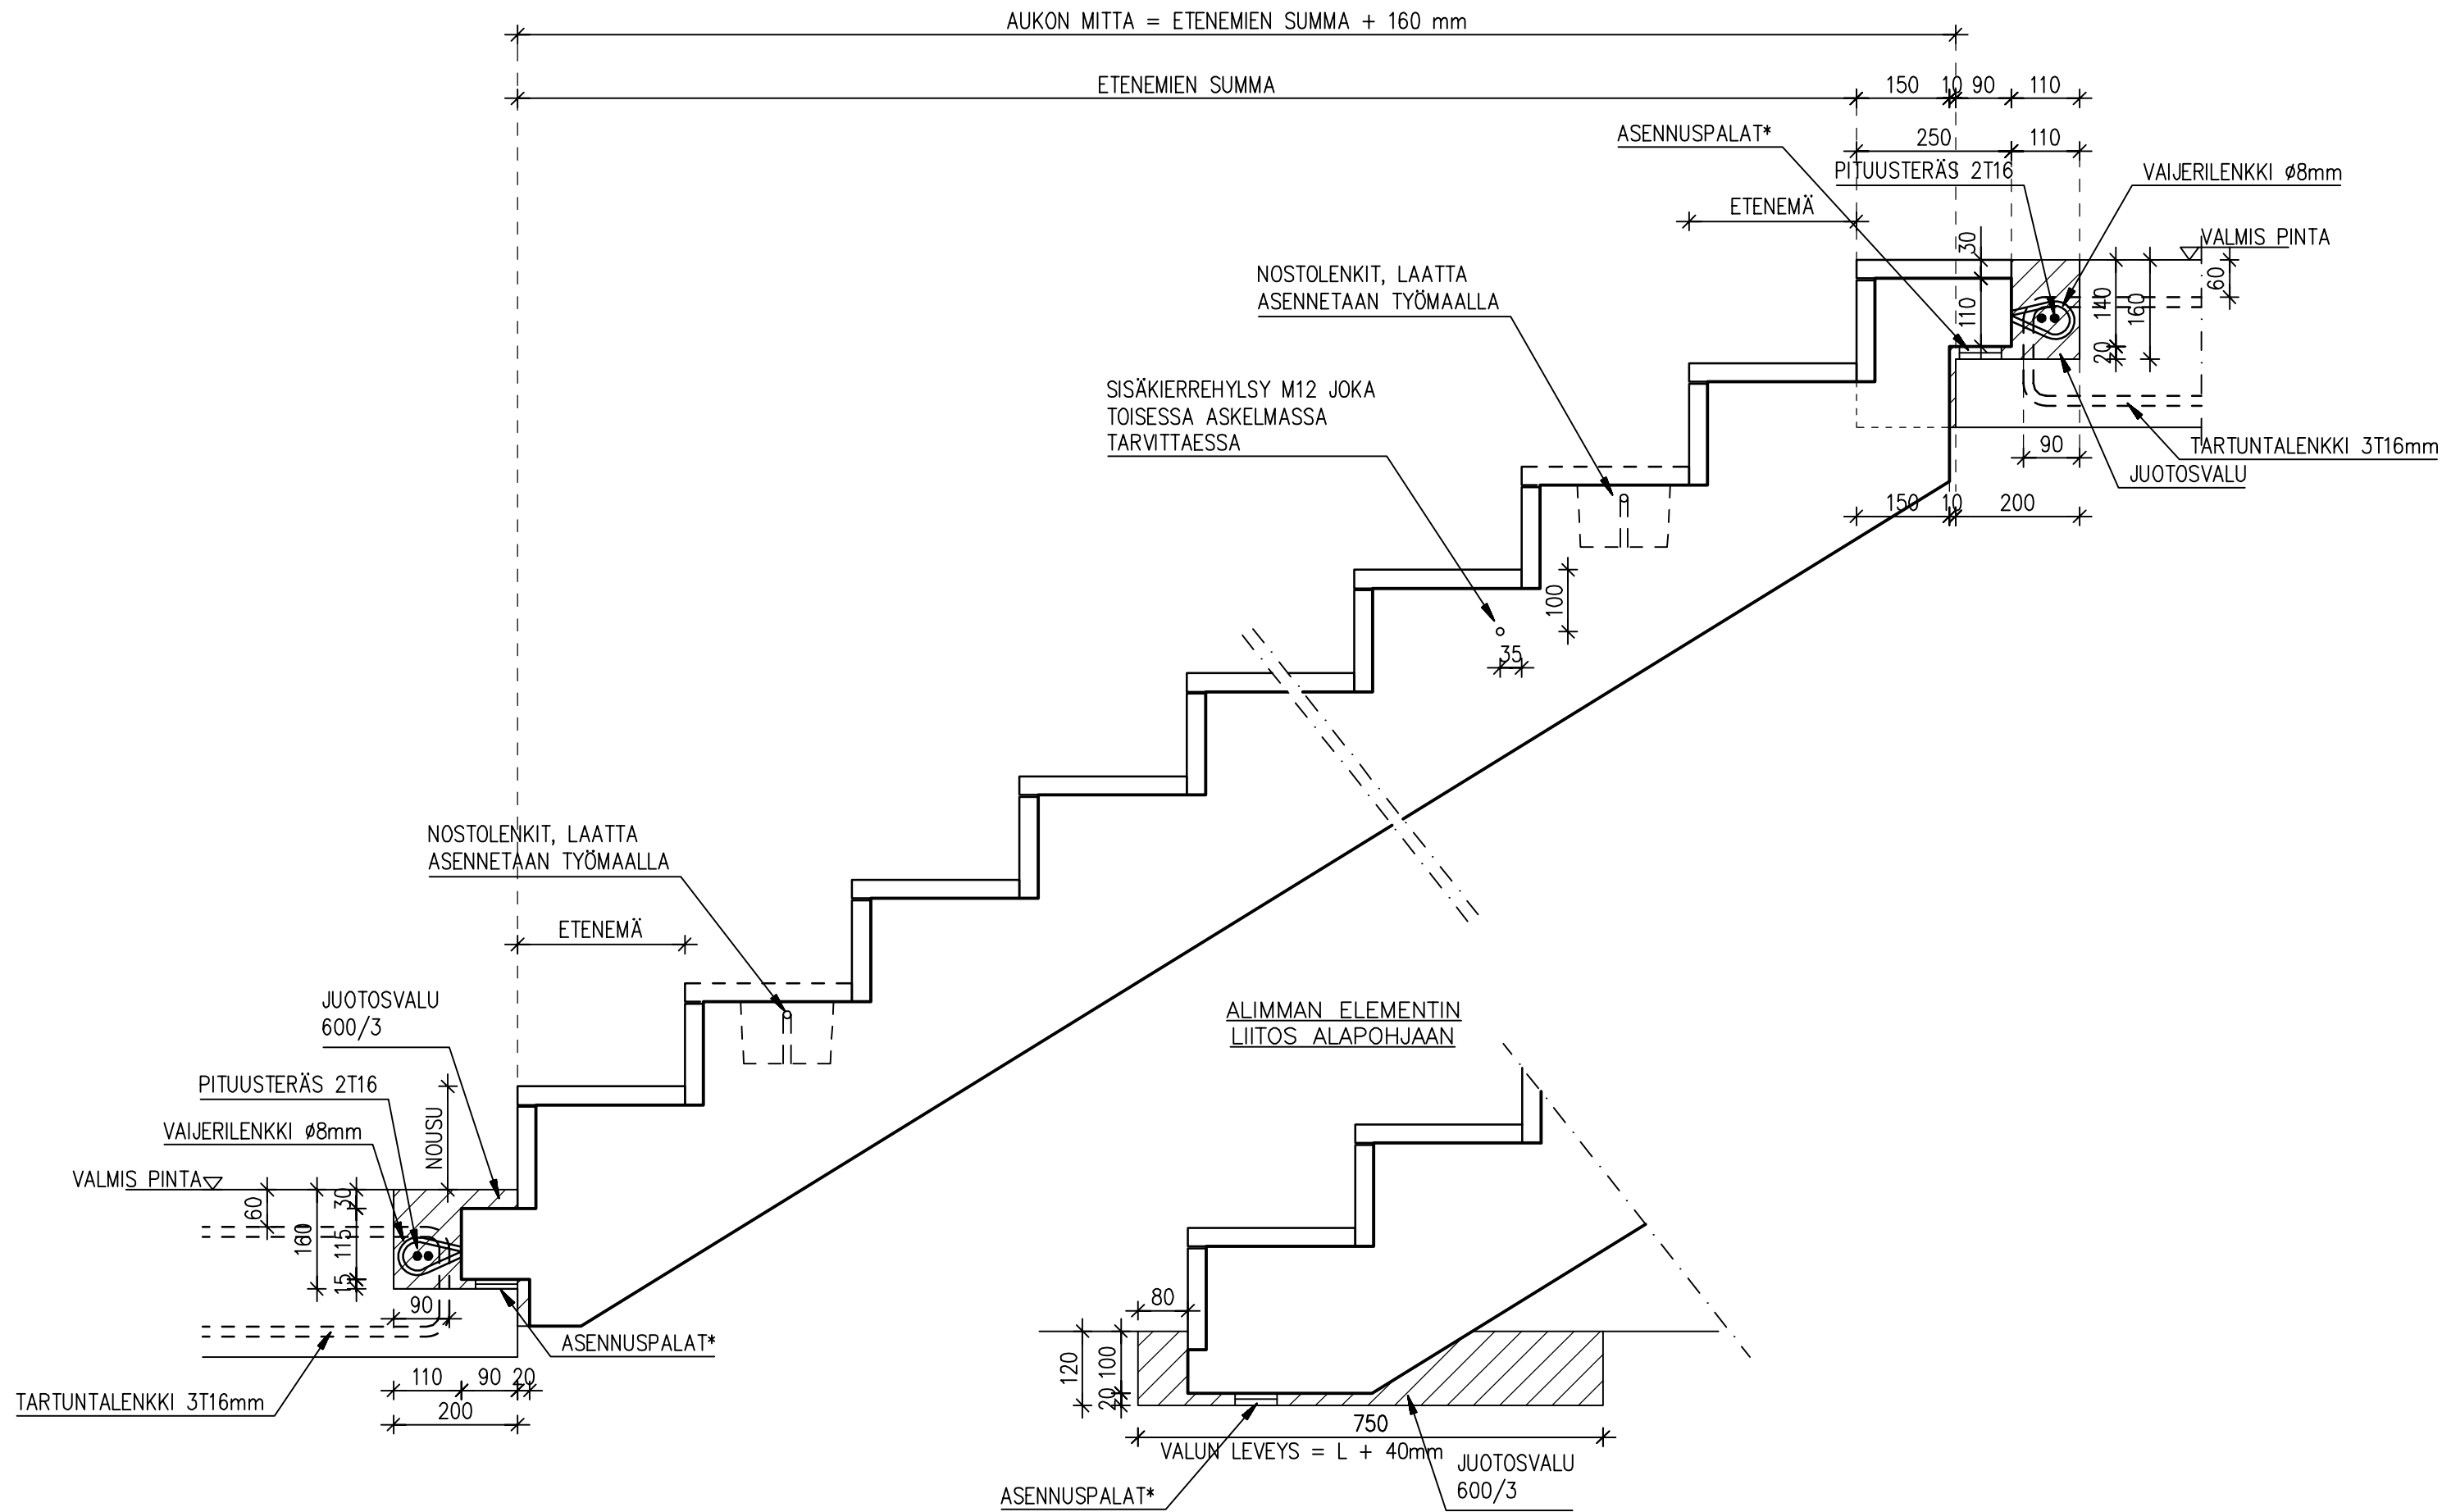 AUKON MITTA = ETENEMIEN SUMMA + 160 mm
ETENEMIEN SUMMA
150
10
90
110
ASENNUSPALAT*
250
110
PITUUSTERÄS 2T16
VAIJERILENKKI ø8mm
ETENEMÄ
VALMIS PINTA
30
110
140
160
20
60
NOSTOLENKIT, LAATTA
ASENNETAAN TYÖMAALLA
SISÄKIERREHYLSY M12 JOKA
TOISESSA ASKELMASSA
TARVITTAESSA
90
TARTUNTALENKKI 3T16mm
JUOTOSVALU
150
10
200
100
35
NOSTOLENKIT, LAATTA
ASENNETAAN TYÖMAALLA
ETENEMÄ
JUOTOSVALU
600/3
PITUUSTERÄS 2T16
VAIJERILENKKI ø8mm
NOUSU
VALMIS PINTA
60
160
30
115
15
90
ASENNUSPALAT*
110
90
20
200
TARTUNTALENKKI 3T16mm
ALIMMAN ELEMENTIN
LIITOS ALAPOHJAAN
80
120
100
20
750
VALUN LEVEYS = L + 40mm
JUOTOSVALU
600/3
ASENNUSPALAT*